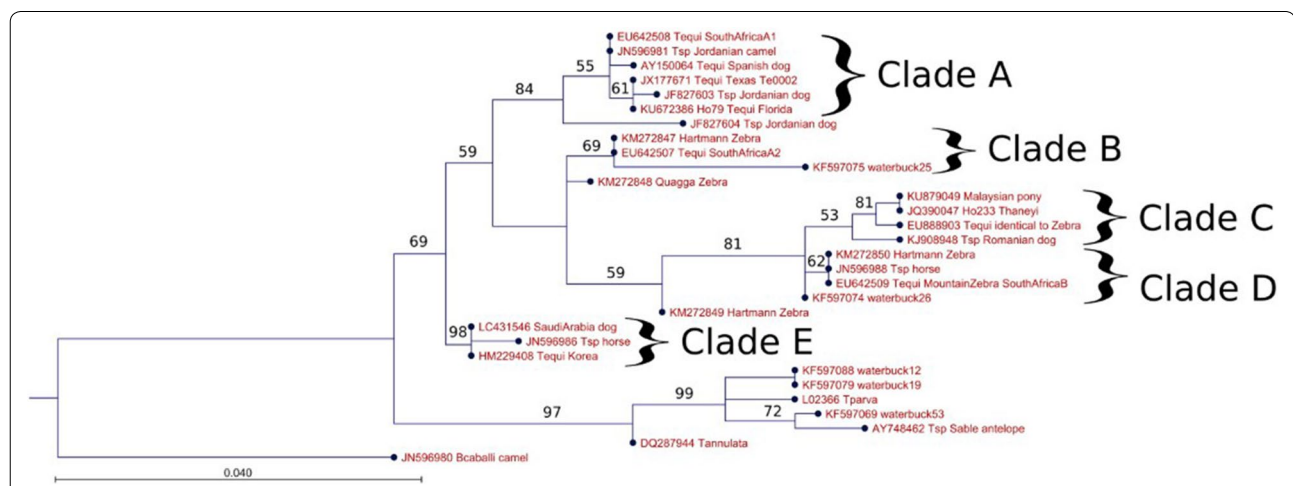 EU642508 Tequi SouthAfricaA1
JN596981 Tsp Jordanian camel
55
AY150064 Tequi Spanish dog
Clade A
JX177671 Tequi Texas Te0002
61
84
JF827603 Tsp Jordanian dog
KU672386 Ho79 Tequi Florida
JF827604 Tsp Jordanian dog
KM272847 Hartmann Zebra
69
59
EU642507 Tequi SouthAfricaA2
Clade B
KF597075 waterbuck25
KM272848 Quagga Zebra
KU879049 Malaysian pony
81
JQ390047 Ho233 Thaneyi
53
Clade C
EU888903 Tequi identical to Zebra
KJ908948 Tsp Romanian dog
69
81
KM272850 Hartmann Zebra
62
JN596988 Tsp horse
59
EU642509 Tequi MountainZebra SouthAfricaB
Clade D
KF597074 waterbuck26
KM272849 Hartmann Zebra
LC431546 SaudiArabia dog
98
JN596986 Tsp horse
Clade E
HM229408 Tequi Korea
KF597088 waterbuck12
KF597079 waterbuck19
99
L02366 Tparva
97
72
KF597069 waterbuck53
AY748462 Tsp Sable antelope
DQ287944 Tannulata
JN596980 Bcaballi camel
0.040